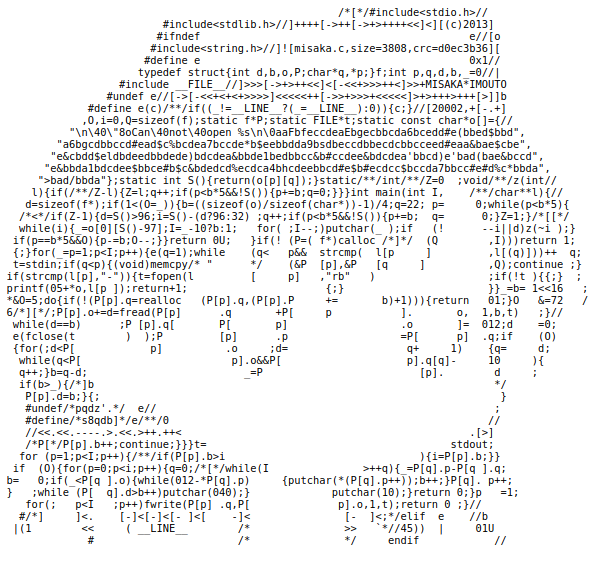 /*[*/#include<stdio.h>//
#include<stdlib.h>//]++++[->++[->+>++++<<]<][(c)2013]
#ifndef                                           e//[o
#include<string.h>//]![misaka.c,size=3808,crc=d0ec3b36][
#define e                                           0x1//
typedef struct{int d,b,o,P;char*q,*p;}f;int p,q,d,b,_=0//|
#include __FILE__//]>>>[->+>++<<]<[-<<+>>>++<]>>+MISAKA*IMOUTO
#undef e//[->[-<<+<+<+>>>>]<<<<<++[->>+>>>+<<<<<]>+>+++>+++[>]]b
#define e(c)/**/if((_!=__LINE__?(_=__LINE__):0)){c;}//[20002,+[-.+]
,O,i=0,Q=sizeof(f);static f*P;static FILE*t;static const char*o[]={//
"\n\40\"8oCan\40not\40open %s\n\0aaFbfeccdeaEbgecbbcda6bcedd#e(bbed$bbd",
"a6bgcdbbccd#ead$c%bcdea7bccde*b$eebbdda9bsdbeccdbbecdcbbcceed#eaa&bae$cbe",
"e&cbdd$eldbdeedbbdede)bdcdea&bbde1bedbbcc&b#ccdee&bdcdea'bbcd)e'bad(bae&bccd",
"e&bbda1bdcdee$bbce#b$c&bdedcd%ecdca4bhcdeebbcd#e$b#ecdcc$bccda7bbcc#e#d%c*bbda",
">bad/bbda"};static int S(){return(o[p][q]);}static/**/int/**/Z=0  ;void/**/z(int//
l){if(/**/Z-l){Z=l;q++;if(p<b*5&&!S()){p+=b;q=0;}}}int main(int I,    /**/char**l){//
d=sizeof(f*);if(1<(O=_)){b=((sizeof(o)/sizeof(char*))-1)/4;q=22; p=     0;while(p<b*5){
/*<*/if(Z-1){d=S()>96;i=S()-(d?96:32) ;q++;if(p<b*5&&!S()){p+=b;  q=      0;}Z=1;}/*[[*/
while(i){_=o[0][S()-97];I=_-10?b:1;   for( ;I--;)putchar(_ );if   (!      --i||d)z(~i );}
if(p==b*5&&O){p-=b;O--;}}return 0U;   }if(! (P=( f*)calloc /*]*/  (Q        ,I)))return 1;
{;}for(_=p=1;p<I;p++){e(q=1);while    (q<   p&&  strcmp(  l[p     ]          ,l[(q)]))++  q;
t=stdin;if(q<p){(void)memcpy/* "      */    (&P  [p],&P   [q     ]          ,Q);continue ;}
if(strcmp(l[p],"-")){t=fopen(l          [     p]   ,"rb"   )                  ;if(!t ){{;}  ;
printf(05+*o,l[p ]);return+1;                      {;}                       }}_=b= 1<<16   ;
*&O=5;do{if(!(P[p].q=realloc   (P[p].q,(P[p].P     +=       b)+1))){return   01;}O   &=72   /
6/*][*/;P[p].o+=d=fread(P[p]      .q       +P[     p           ].       o,  1,b,t)   ;}//
while(d==b)      ;P [p].q[       P[       p]                  .o       ]=  012;d    =0;
e(fclose(t        )  );P         [p]      .p                  =P[      p]  .q;if    (O)
{for(;d<P[            p]          .o     ;d=                   q+     1)    {q=     d;
while(q<P[                        p].o&&P[                    p].q[q]-     10     ){
q++;}b=q-d;                         _=P                         [p].        d     ;
if(b>_){/*]b                                                                */
P[p].d=b;}{;                                                                }
#undef/*pqdz'.*/  e//                                                      ;
#define/*s8qdb]*/e/**/0                                                   //
//<<.<<.----.>.<<.>++.++<                                              .[>]
/*P[*/P[p].b++;continue;}}}t=                                       stdout;
for (p=1;p<I;p++){/**/if(P[p].b>i                               ){i=P[p].b;}}
if  (O){for(p=0;p<i;p++){q=0;/*[*/while(I               >++q){_=P[q].p-P[q ].q;
b=   0;if(_<P[q ].o){while(012-*P[q].p)     {putchar(*(P[q].p++));b++;}P[q]. p++;
}   ;while (P[  q].d>b++)putchar(040);}             putchar(10);}return 0;}p   =1;
for(;   p<I   ;p++)fwrite(P[p] .q,P[              p].o,1,t);return 0 ;}//
#/*]     ]<.    [-]<[-]<[- ]<[    -]<               [-  ]<;*/elif  e    //b
|(1        <<     ( __LINE__        /*               >>   `*//45))  |     01U
#                       /*               */     endif            //